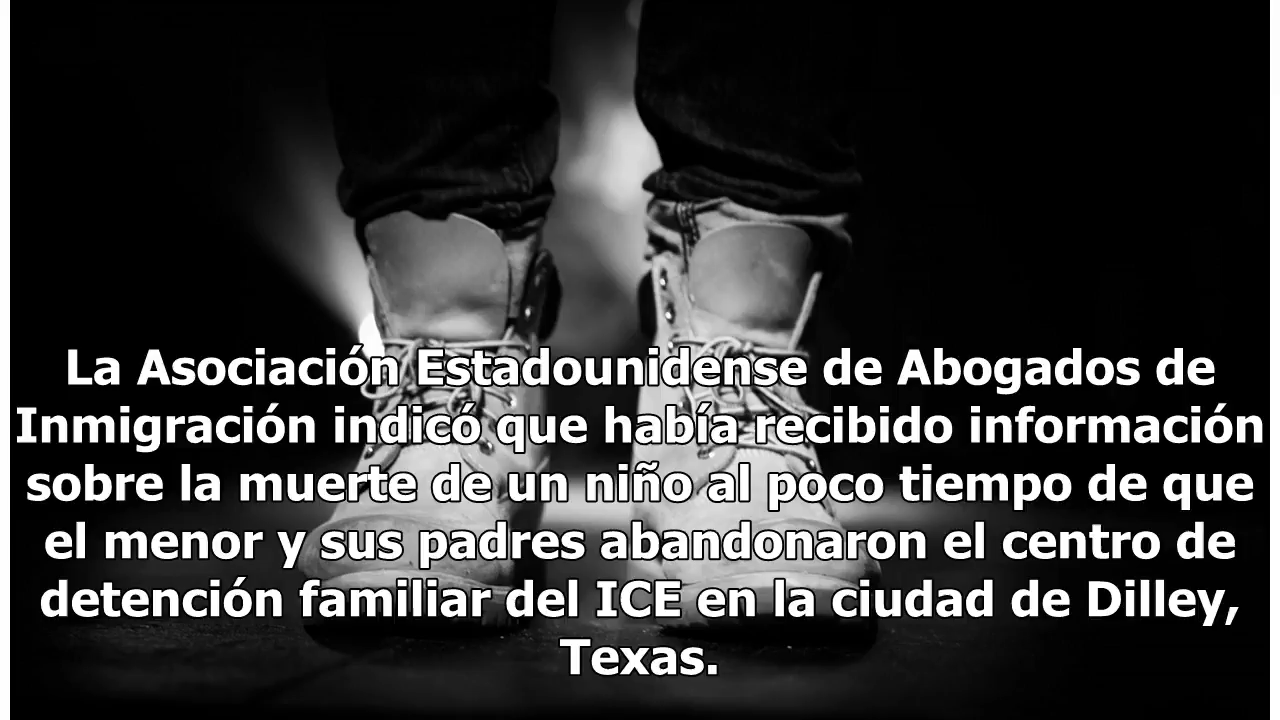 La Asociación Estadounidense de Abogados de
Inmigración indicó que había recibido información
sobre la muerte de un niño al poco tiempo de que
el menor y sus padres abandonaron el centro de
detención familiar del ICE en la ciudad de Dilley,
Texas.